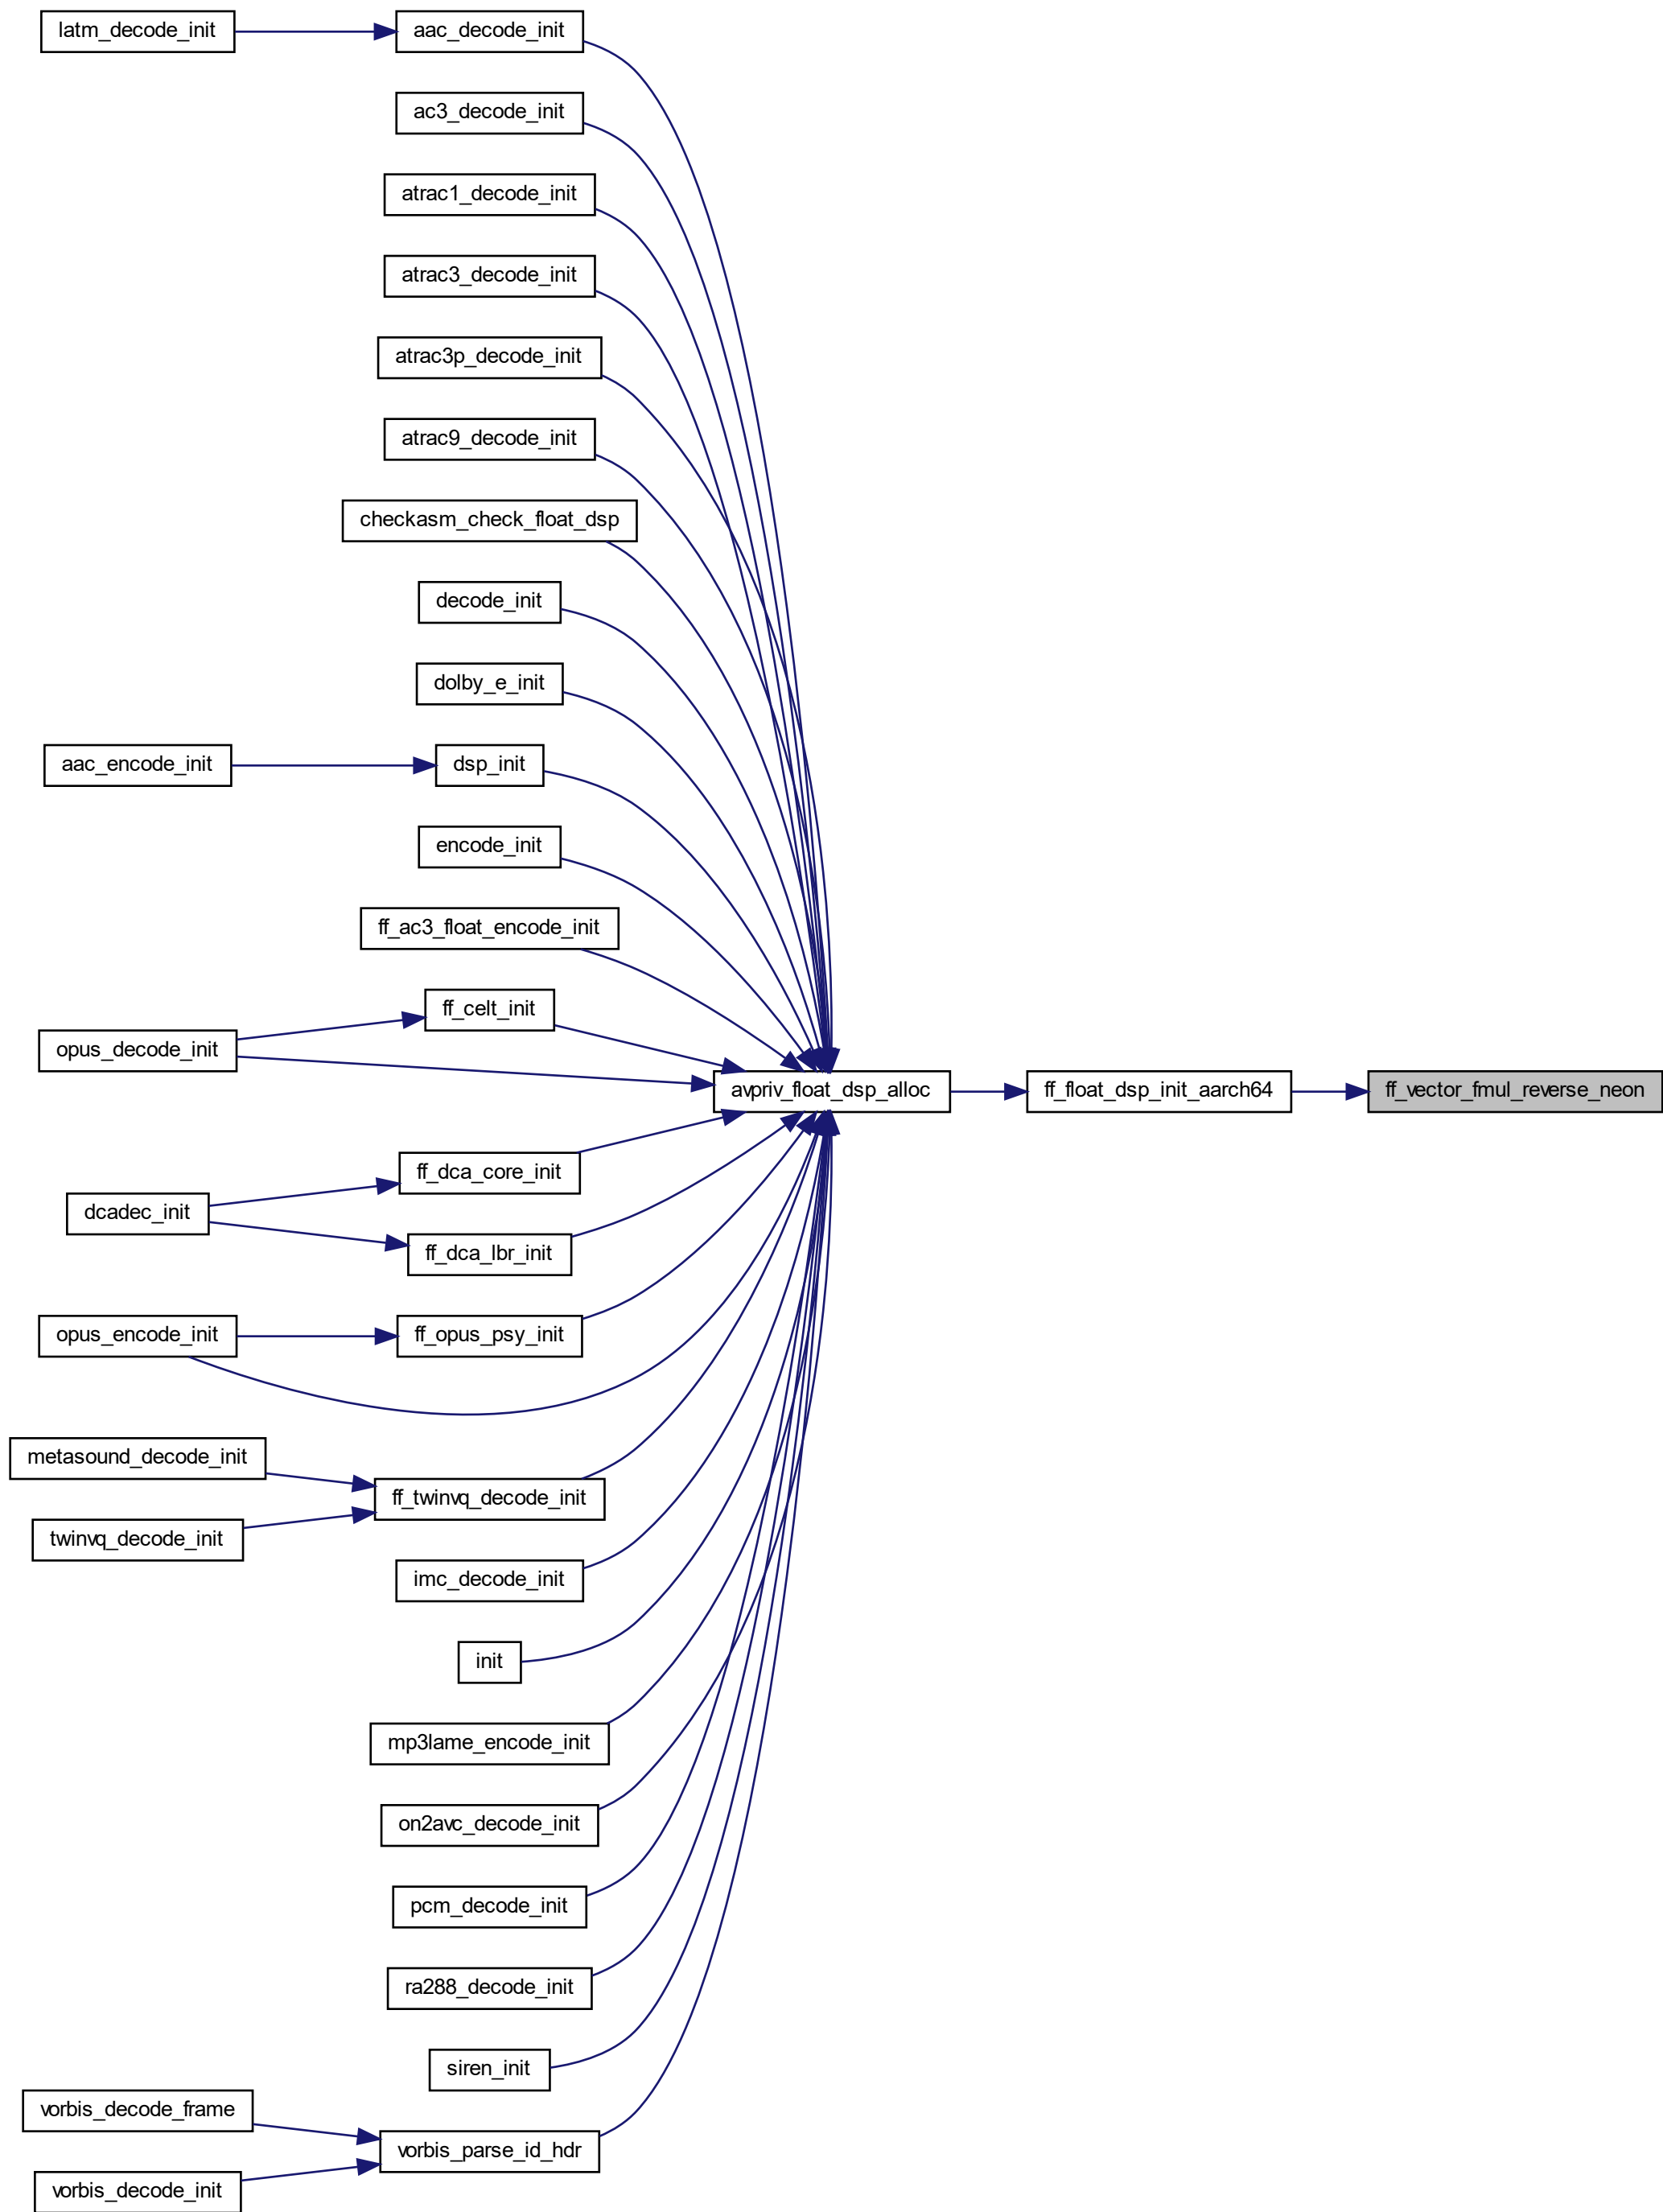 latm_decode_init
aac_decode_init
ac3_decode_init
atrac1_decode_init
atrac3_decode_init
atrac3p_decode_init
atrac9_decode_init
checkasm_check_float_dsp
decode_init
dolby_e_init
aac_encode_init
dsp_init
encode_init
ff_ac3_float_encode_init
ff_celt_init
opus_decode_init
avpriv_float_dsp_alloc
ff_float_dsp_init_aarch64
ff_vector_fmul_reverse_neon
ff_dca_core_init
dcadec_init
ff_dca_lbr_init
opus_encode_init
ff_opus_psy_init
metasound_decode_init
ff_twinvq_decode_init
twinvq_decode_init
imc_decode_init
init
mp3lame_encode_init
on2avc_decode_init
pcm_decode_init
ra288_decode_init
siren_init
vorbis_decode_frame
vorbis_parse_id_hdr
vorbis_decode_init